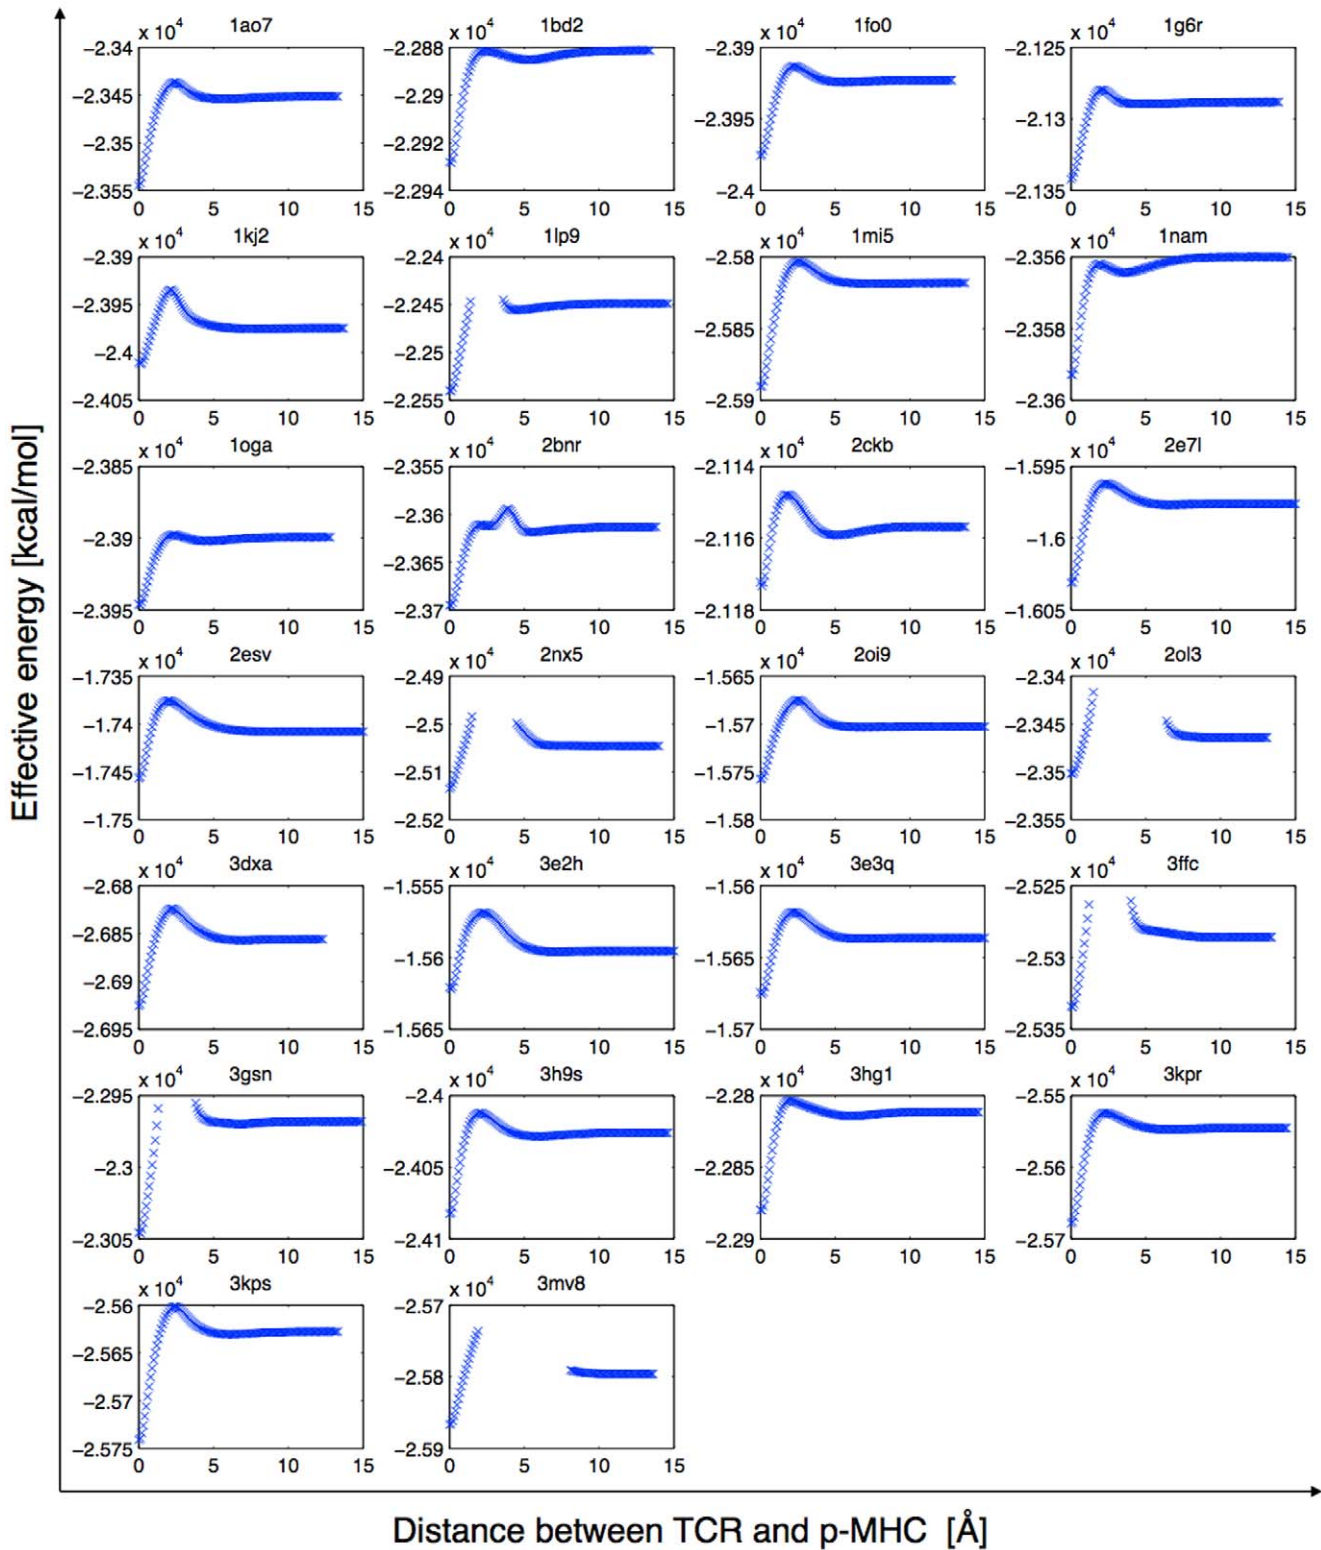 x 10^4 1ao7 x 10^4 1bd2 x 10^4 1fo0 x 10^4 1g6r
−2.34 −2.288 −2.39 −2.125
−2.345 −2.29 −2.395 −2.13
−2.35 −2.292
−2.355 −2.294 −2.4 −2.135
0 5 10 15 0 5 10 15 0 5 10 15 0 5 10 15
x 10^4 1kj2 x 10^4 1lp9 x 10^4 1mi5 x 10^4 1nam
−2.39 −2.24 −2.58 −2.356
−2.395 −2.245 −2.585 −2.358
−2.4 −2.25
−2.405 −2.255 −2.59 −2.36
0 5 10 15 0 5 10 15 0 5 10 15 0 5 10 15
x 10^4 1oga x 10^4 2bnr x 10^4 2ckb x 10^4 2e7l
−2.385 −2.355 −2.114 −1.595
−2.39 −2.36 −2.116 −1.6
−2.365
−2.395 −2.37 −2.118 −1.605
0 5 10 15 0 5 10 15 0 5 10 15 0 5 10 15
x 10^4 2esv x 10^4 2nx5 x 10^4 2oi9 x 10^4 2ol3
−1.735 −2.49 −1.565 −2.34
−1.74 −2.5 −1.57 −2.345
−1.745 −2.51 −1.575 −2.35
−1.75 −2.52 −1.58 −2.355
0 5 10 15 0 5 10 15 0 5 10 15 0 5 10 15
x 10^4 3dxa x 10^4 3e2h x 10^4 3e3q x 10^4 3ffc
−2.68 −1.555 −1.56 −2.525
−2.685 −1.56 −1.565 −2.53
−2.69
−2.695 −1.565 −1.57 −2.535
0 5 10 15 0 5 10 15 0 5 10 15 0 5 10 15
x 10^4 3gsn x 10^4 3h9s x 10^4 3hg1 x 10^4 3kpr
−2.295 −2.4 −2.28 −2.55
−2.3 −2.405 −2.285 −2.56
−2.305 −2.41 −2.29 −2.57
0 5 10 15 0 5 10 15 0 5 10 15 0 5 10 15
x 10^4 3kps x 10^4 3mv8
−2.56 −2.57
−2.565 −2.58
−2.57
−2.575 −2.59
0 5 10 15 0 5 10 15
Effective energy [kcal/mol]
Distance between TCR and p-MHC [Å]